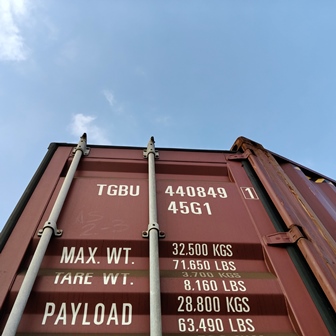 TGBU 440849 1
45G1
MAX. WT. 32.500 KGS
71.650 LBS
TARE WT. 3.700 KGS
8.160 LBS
PAYLOAD 28.800 KGS
63.490 LBS